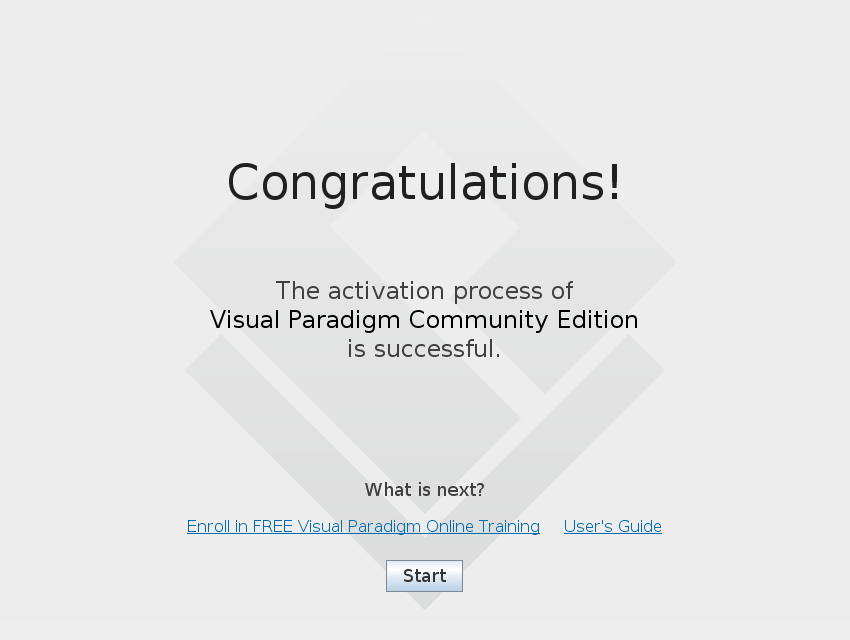 Congratulations!
The activation process of
Visual Paradigm Community Edition
is successful.
What is next?
Enroll in FREE Visual Paradigm Online Training User's Guide
Start